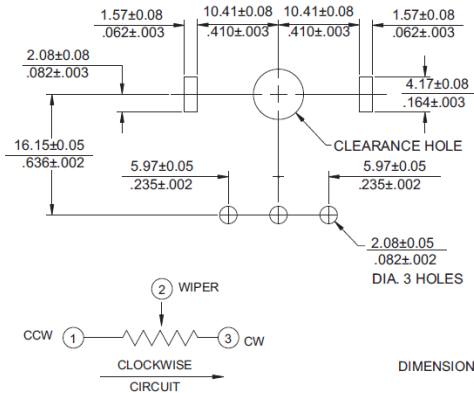 1.57±0.08 10.41±0.08 10.41±0.08 1.57±0.08
.062±.003 .410±.003 .410±.003 .062±.003
2.08±0.08
.082±.003
4.17±0.08
.164±.003
CLEARANCE HOLE
16.15±0.05
.636±.002
5.97±0.05 5.97±0.05
.235±.002 .235±.002
2.08±0.05
.082±.002
DIA. 3 HOLES
2 WIPER
CCW 1 3 CW
CLOCKWISE
CIRCUIT
DIMENSION